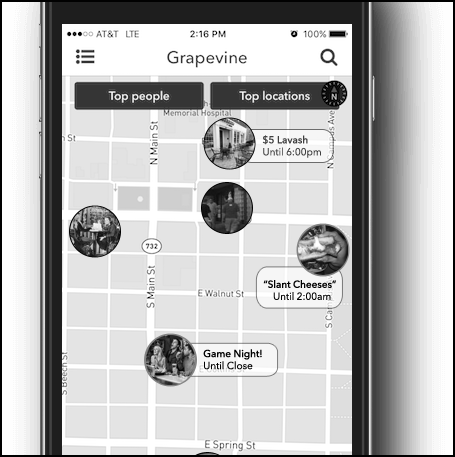 AT&T LTE 2:16 PM 100%
Grapevine
Top people
Top locations
N
Memorial Hospital
$5 Lavash
Until 6:00pm
N Main St
732
"Slant Cheeses"
Until 2:00am
E Walnut St
S Main St
Game Night!
Until Close
S Beech St
E Spring St